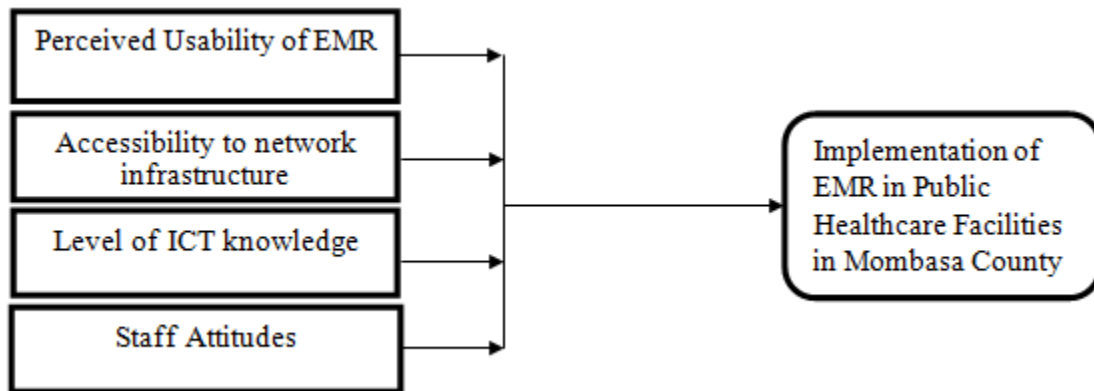 Perceived Usability of EMR
Accessibility to network
infrastructure
Level of ICT knowledge
Staff Attitudes
Implementation of
EMR in Public
Healthcare Facilities
in Mombasa County